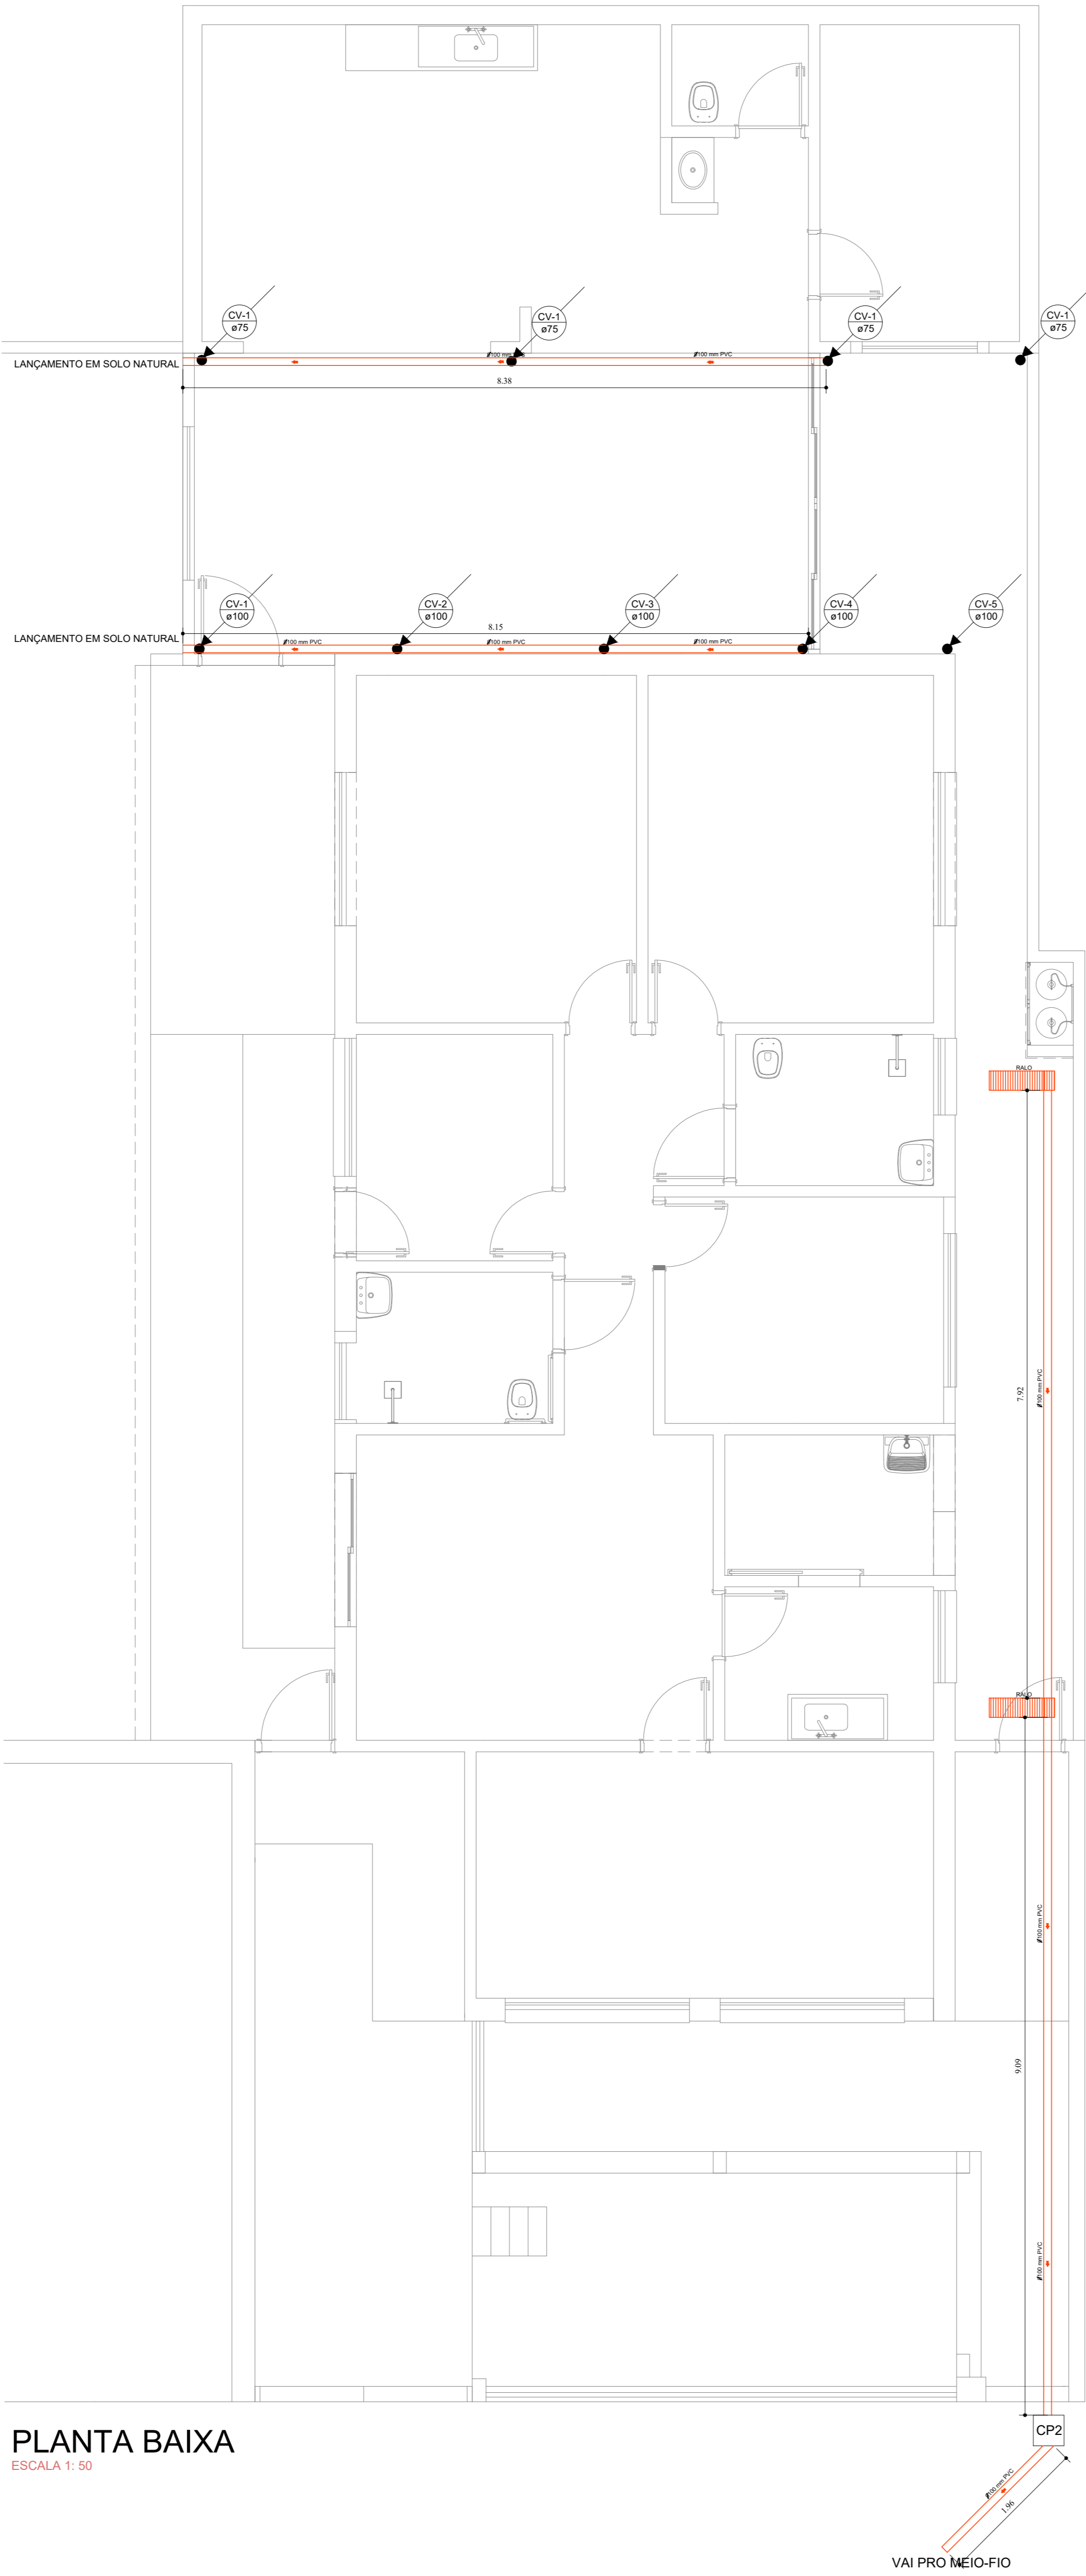 CV-1
ø75
CV-1
ø75
CV-1
ø75
CV-1
ø75
LANÇAMENTO EM SOLO NATURAL
ø100 mm PVC
ø100 mm PVC
8.38
CV-1
ø100
CV-2
ø100
CV-3
ø100
CV-4
ø100
CV-5
ø100
8.15
LANÇAMENTO EM SOLO NATURAL
ø100 mm PVC
ø100 mm PVC
ø100 mm PVC
RALO
7.92
ø100 mm PVC
RALO
ø100 mm PVC
9.09
ø100 mm PVC
CP2
PLANTA BAIXA
ESCALA 1: 50
ø100 mm PVC
1.96
VAI PRO MEIO-FIO